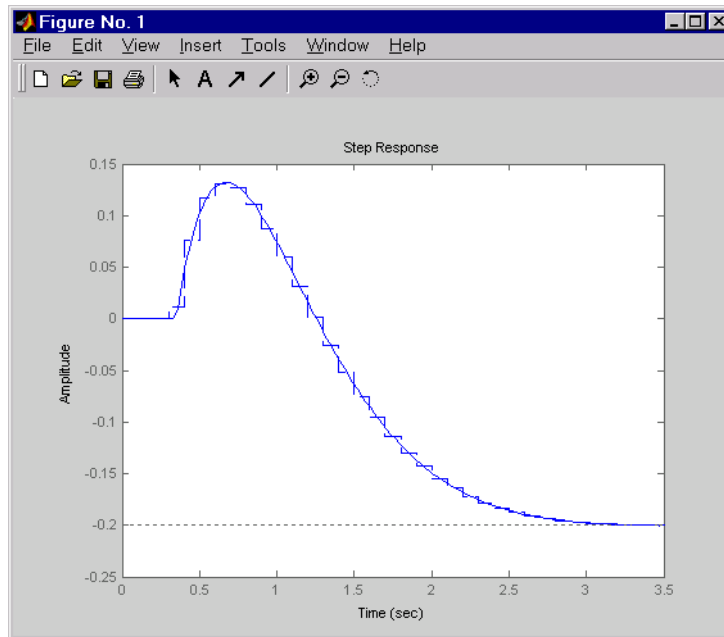 Figure No. 1
File Edit View Insert Tools Window Help
A
Step Response
0.15
0.1
0.05
0
-0.05
-0.1
-0.15
-0.2
-0.25
Amplitude
0 0.5 1 1.5 2 2.5 3 3.5
Time (sec)